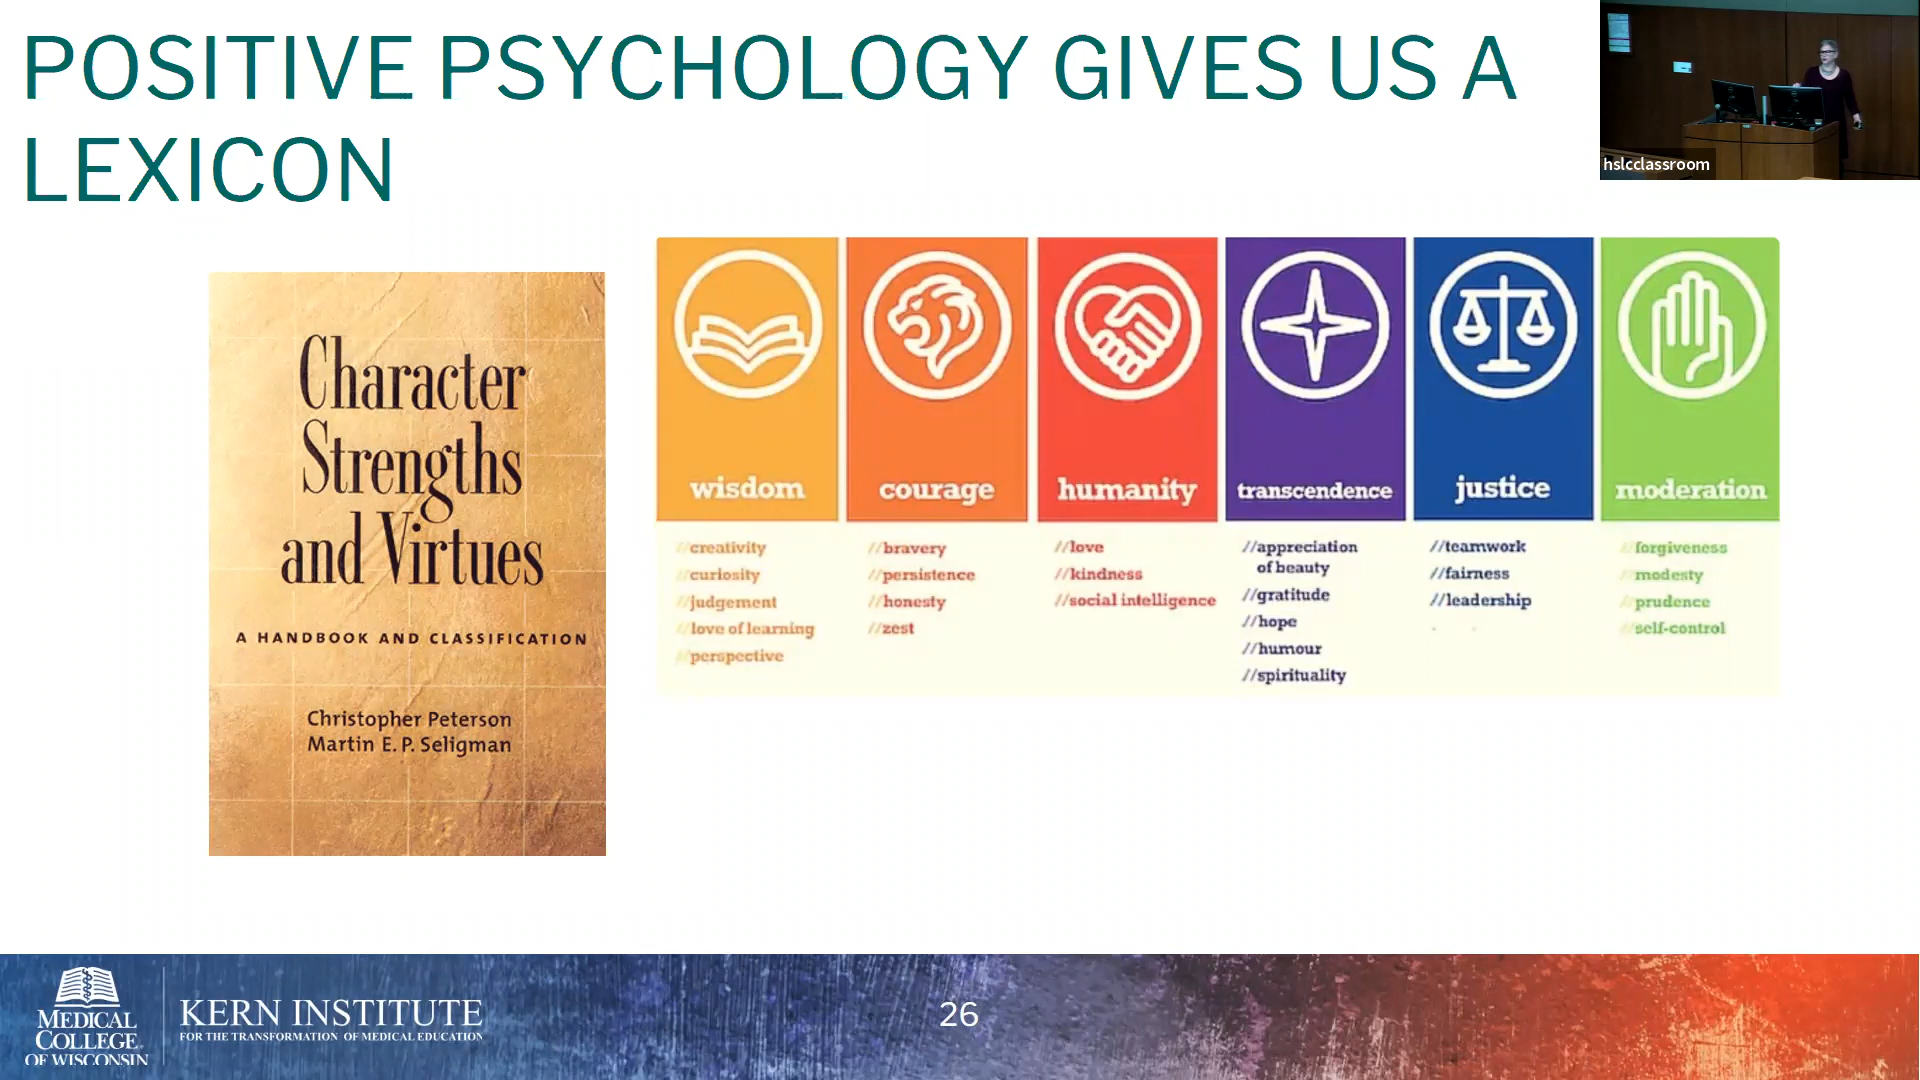 POSITIVE PSYCHOLOGY GIVES US A
LEXICON
hslcclassroom
Character
Strengths
and Virtues
A HANDBOOK AND CLASSIFICATION
Christopher Peterson
Martin E. P. Seligman
wisdom
//creativity
//curiosity
//judgement
//love of learning
//perspective
courage
//bravery
//persistence
//honesty
//zest
humanity
//love
//kindness
//social intelligence
transcendence
//appreciation
of beauty
//gratitude
//hope
//humour
//spirituality
justice
//teamwork
//fairness
//leadership
moderation
//forgiveness
//modesty
//prudence
//self-control
MEDICAL
COLLEGE
OF WISCONSIN
KERN INSTITUTE
FOR THE TRANSFORMATION OF MEDICAL EDUCATION
26